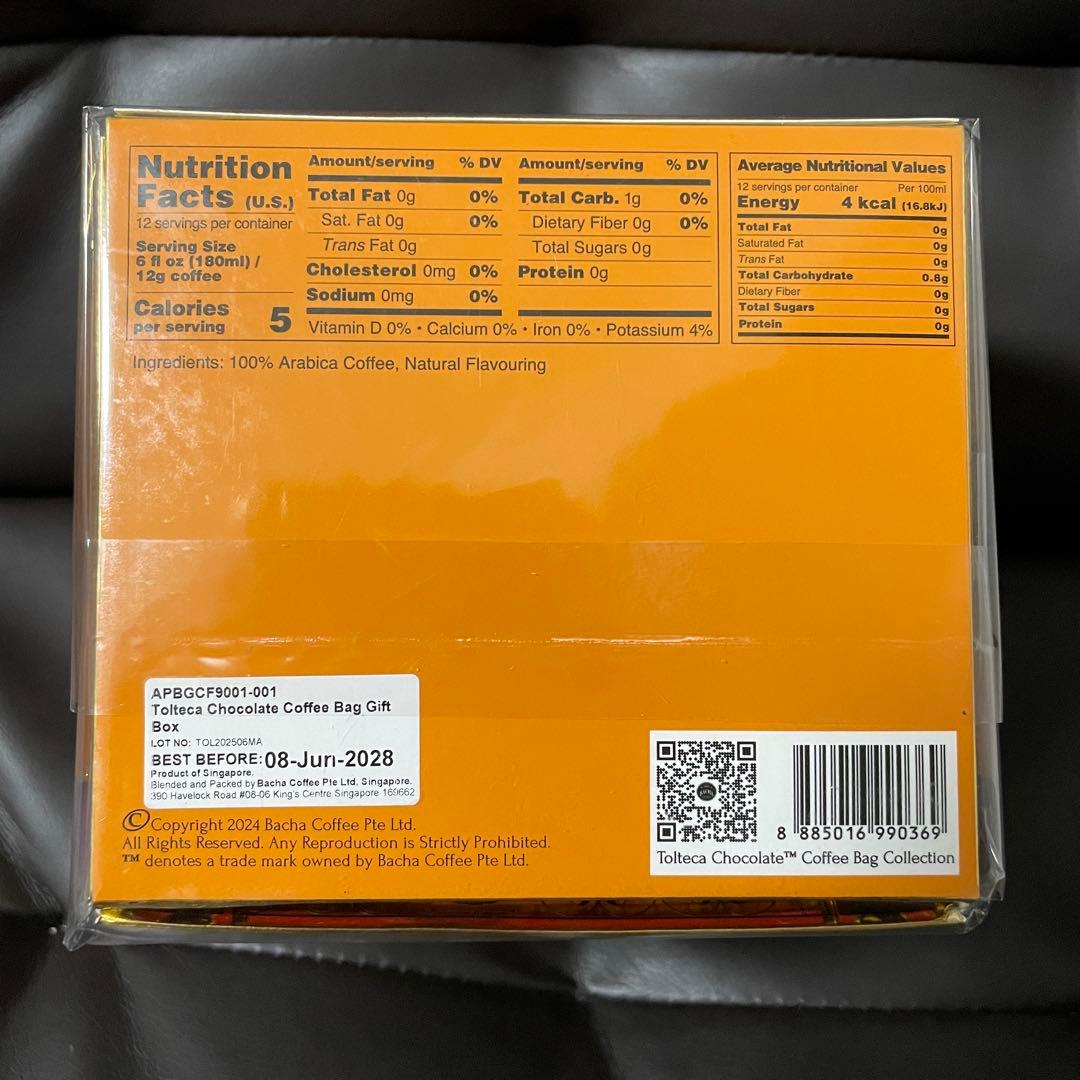 Nutrition
Facts (U.S.)
12 servings per container
Serving Size
6 fl oz (180ml) /
12g coffee
Calories
per serving 5
Amount/serving % DV
Total Fat 0g 0%
Sat. Fat 0g 0%
Trans Fat 0g
Cholesterol 0mg 0%
Sodium 0mg 0%
Amount/serving % DV
Total Carb. 1g 0%
Dietary Fiber 0g 0%
Total Sugars 0g
Protein 0g
Vitamin D 0% • Calcium 0% • Iron 0% • Potassium 4%
Average Nutritional Values
12 servings per container Per 100ml
Energy 4 kcal (16.8kJ)
Total Fat 0g
Saturated Fat 0g
Trans Fat 0g
Total Carbohydrate 0.8g
Dietary Fiber 0g
Total Sugars 0g
Protein 0g
Ingredients: 100% Arabica Coffee, Natural Flavouring
APBGCF9001-001
Tolteca Chocolate Coffee Bag Gift
Box
LOT NO: TOL202506MA
BEST BEFORE: 08-Jun-2028
Product of Singapore.
Blended and Packed by Bacha Coffee Pte Ltd, Singapore.
390 Havelock Road #08-06 King's Centre Singapore 169662
© Copyright 2024 Bacha Coffee Pte Ltd.
All Rights Reserved. Any Reproduction is Strictly Prohibited.
™ denotes a trade mark owned by Bacha Coffee Pte Ltd.
8 885016 990369
Tolteca Chocolate™ Coffee Bag Collection